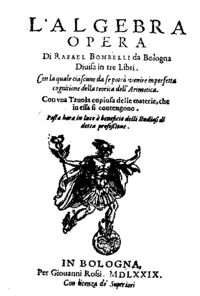 L'ALGEBRA
OPERA
Di RAFAEL BOMBELLI da Bologna
Diuisa in tre Libri.
Con la quale ciascuno da se potrà venire in perfetta
cognitione della teorica dell'Arimetica.
Con vna Tauola copiosa delle materie, che
in essa si contengono.
Posta hora in luce à beneficio delli Studiosi di
detta professione.
IN BOLOGNA,
Per Giouanni Rossi. MDLXXIX.
Con licenza de' Superiori